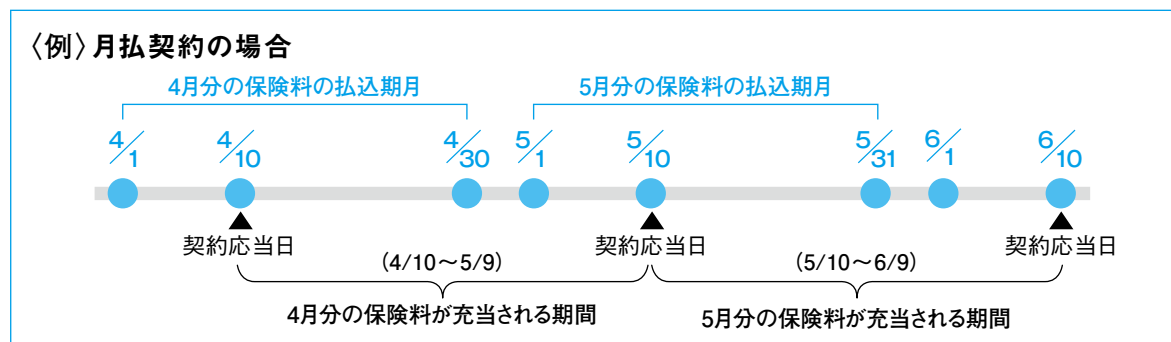 〈例〉月払契約の場合
4月分の保険料の払込期月 5月分の保険料の払込期月
4/1 4/10 4/30 5/1 5/10 5/31 6/1 6/10
契約応当日 契約応当日 契約応当日
(4/10〜5/9) (5/10〜6/9)
4月分の保険料が充当される期間 5月分の保険料が充当される期間